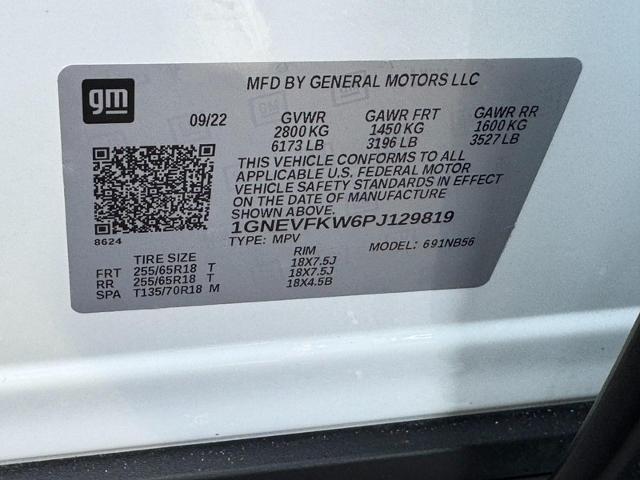 gm
MFD BY GENERAL MOTORS LLC
09/22 GVWR GAWR FRT GAWR RR
2800 KG 1450 KG 1600 KG
6173 LB 3196 LB 3527 LB
THIS VEHICLE CONFORMS TO ALL
APPLICABLE U.S. FEDERAL MOTOR
VEHICLE SAFETY STANDARDS IN EFFECT
ON THE DATE OF MANUFACTURE
SHOWN ABOVE.
8624 1GNEVFKW6PJ129819
TYPE: MPV MODEL: 691NB56
TIRE SIZE RIM
FRT 255/65R18 T 18X7.5J
RR 255/65R18 T 18X7.5J
SPA T135/70R18 M 18X4.5B